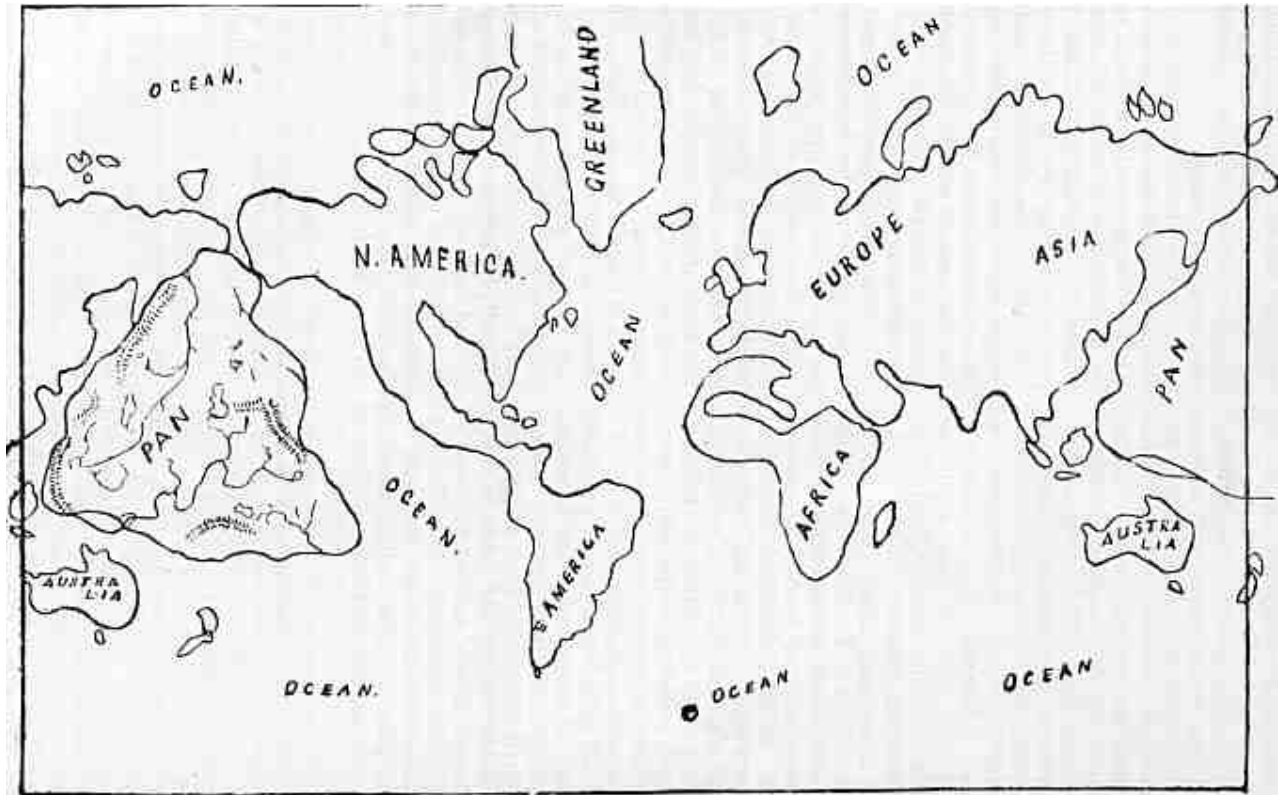 OCEAN.
GREENLAND
OCEAN
N. AMERICA.
EUROPE
ASIA
OCEAN
PAN
PAN
OCEAN.
AFRICA
S AMERICA
AUSTRA
LIA
AUSTRA
LIA
OCEAN.
OCEAN
OCEAN